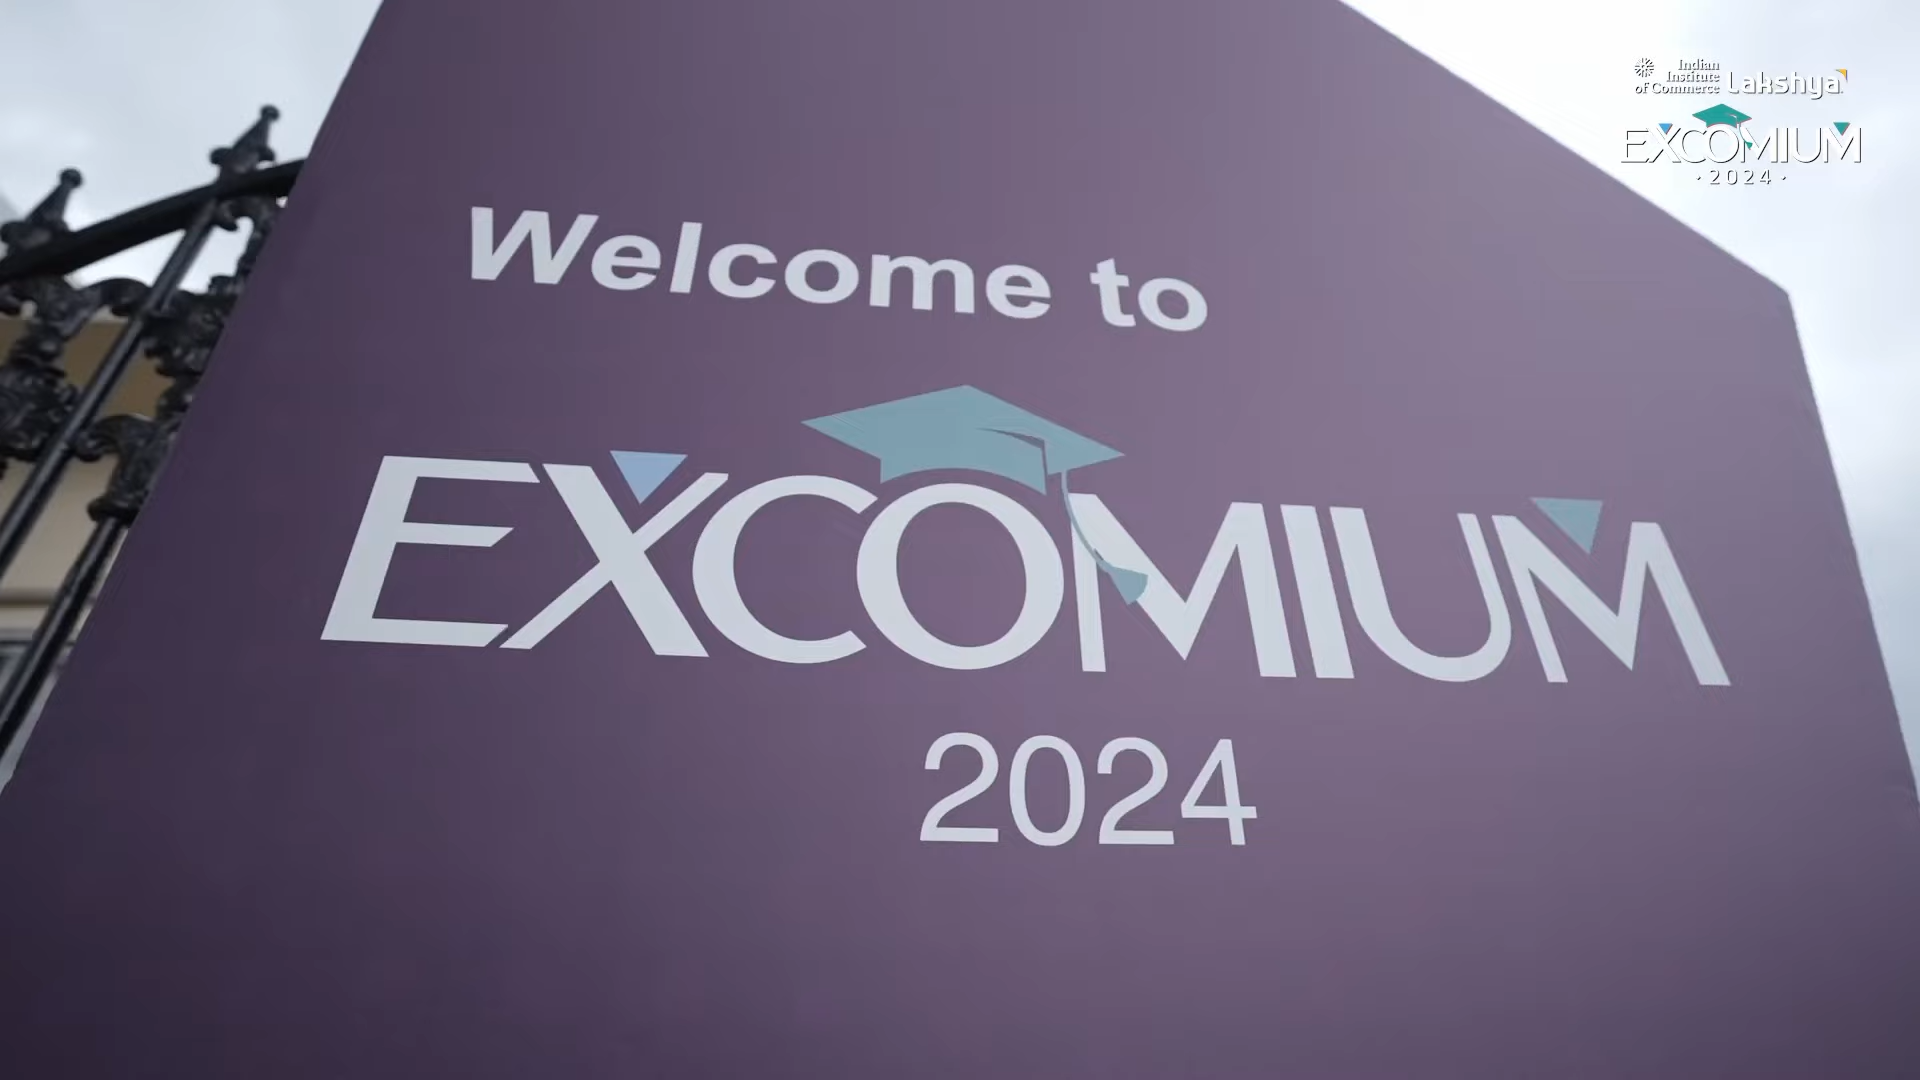 Welcome to
EXCOMIUM
2024
Indian
Institute
of Commerce
Lakshya
EXCOMIUM
·2024·